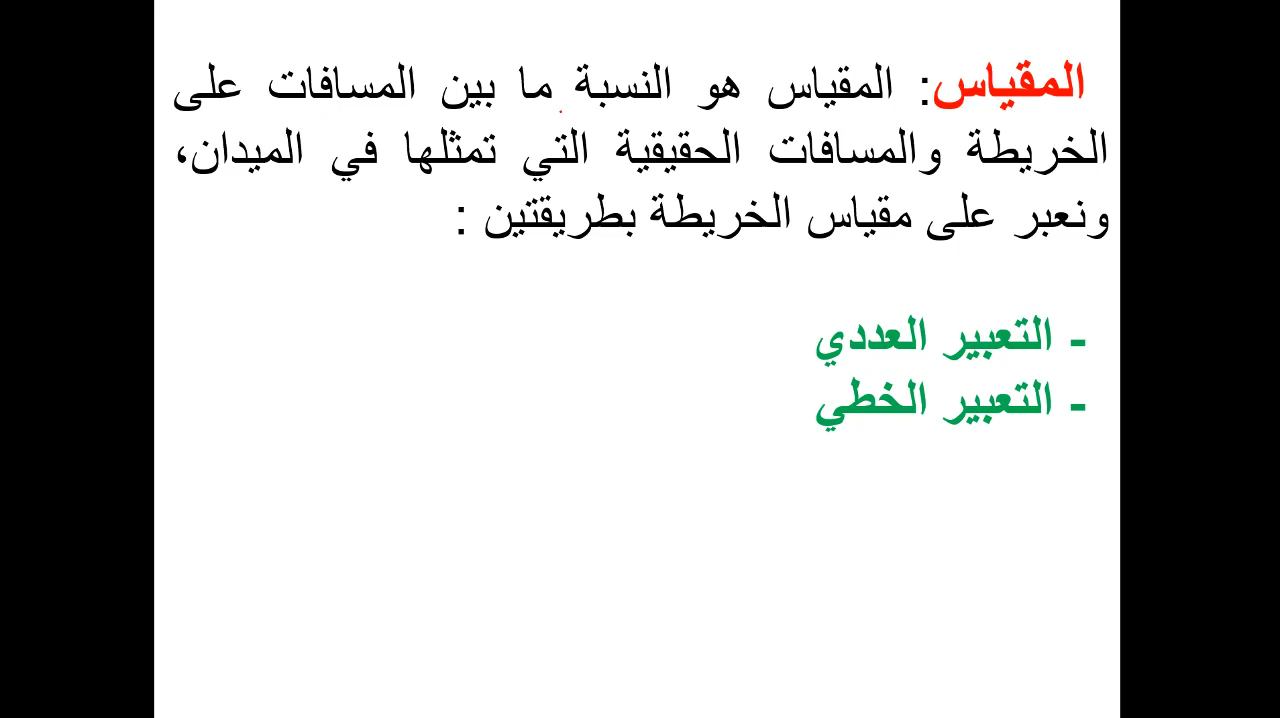 المقياس: المقياس هو النسبة ما بين المسافات على
الخريطة والمسافات الحقيقية التي تمثلها في الميدان،
ونعبر على مقياس الخريطة بطريقتين :
- التعبير العددي
- التعبير الخطي